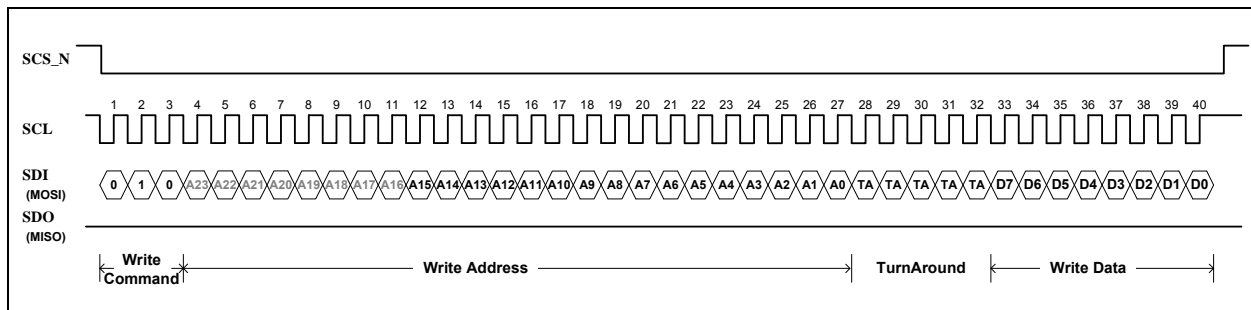 SCS_N
1 2 3 4 5 6 7 8 9 10 11 12 13 14 15 16 17 18 19 20 21 22 23 24 25 26 27 28 29 30 31 32 33 34 35 36 37 38 39 40
SCL
SDI
(MOSI)
0 1 0 A23 A22 A21 A20 A19 A18 A17 A16 A15 A14 A13 A12 A11 A10 A9 A8 A7 A6 A5 A4 A3 A2 A1 A0 TA TA TA TA TA D7 D6 D5 D4 D3 D2 D1 D0
SDO
(MISO)
Write
Command
Write Address
TurnAround
Write Data